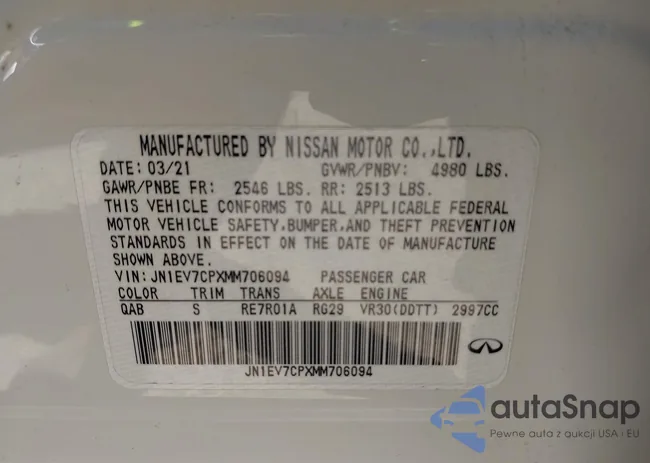 MANUFACTURED BY NISSAN MOTOR CO.,LTD.
DATE: 03/21 GVWR/PNBV: 4980 LBS.
GAWR/PNBE FR: 2546 LBS. RR: 2513 LBS.
THIS VEHICLE CONFORMS TO ALL APPLICABLE FEDERAL
MOTOR VEHICLE SAFETY,BUMPER,AND THEFT PREVENTION
STANDARDS IN EFFECT ON THE DATE OF MANUFACTURE
SHOWN ABOVE.
VIN:JN1EV7CPXMM706094 PASSENGER CAR
COLOR TRIM TRANS AXLE ENGINE
QAB S RE7R01A RG29 VR30(DDTT) 2997CC
JN1EV7CPXMM706094
autoSnap
Pewne auta z aukcji USA i EU